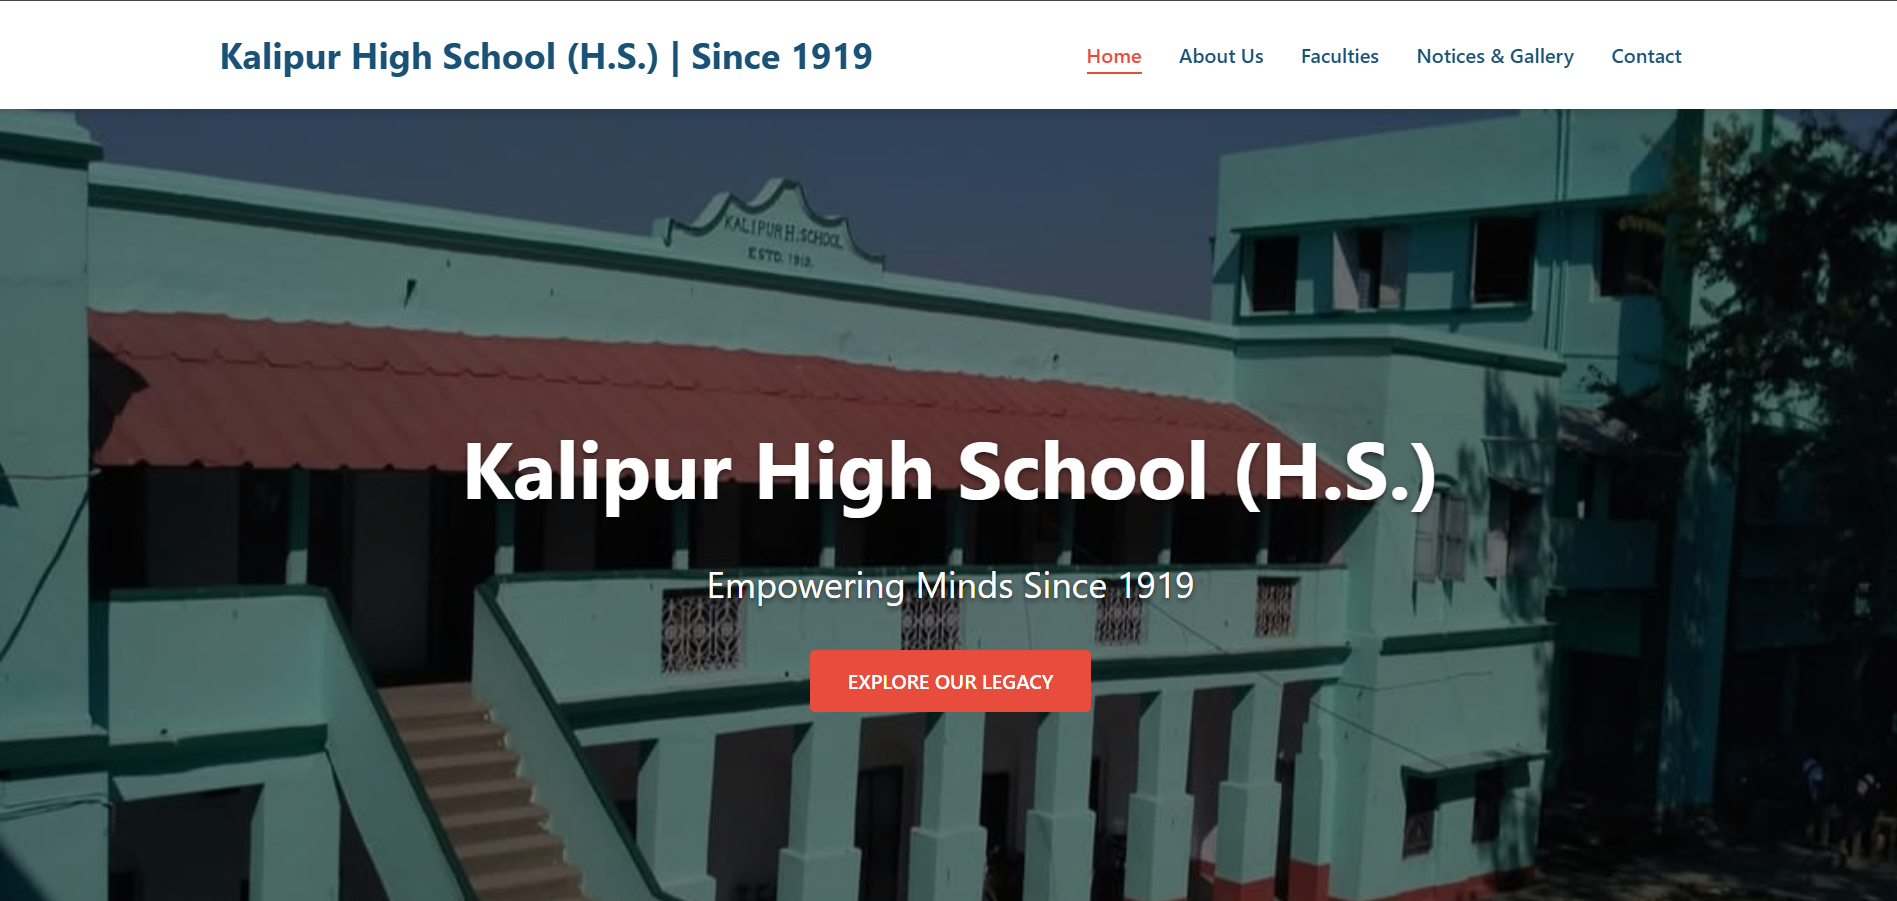 Kalipur High School (H.S.) | Since 1919
Home
About Us
Faculties
Notices & Gallery
Contact
KALIPUR H. SCHOOL
ESTD. 1919.
Kalipur High School (H.S.)
Empowering Minds Since 1919
EXPLORE OUR LEGACY